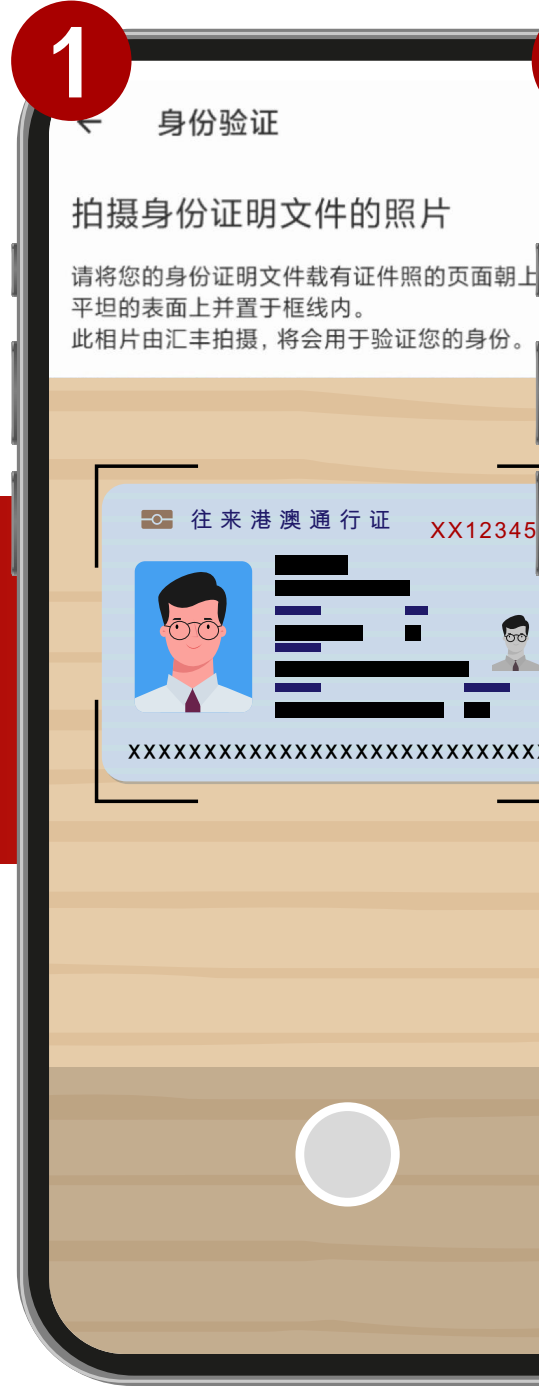 1
身份验证
拍摄身份证明文件的照片
请将您的身份证明文件载有证件照的页面朝上
平坦的表面上并置于框线内。
此相片由汇丰拍摄，将会用于验证您的身份。
往来港澳通行证
XX12345
XXXXXXXXXXXXXXXXXXXXXXXXXXX